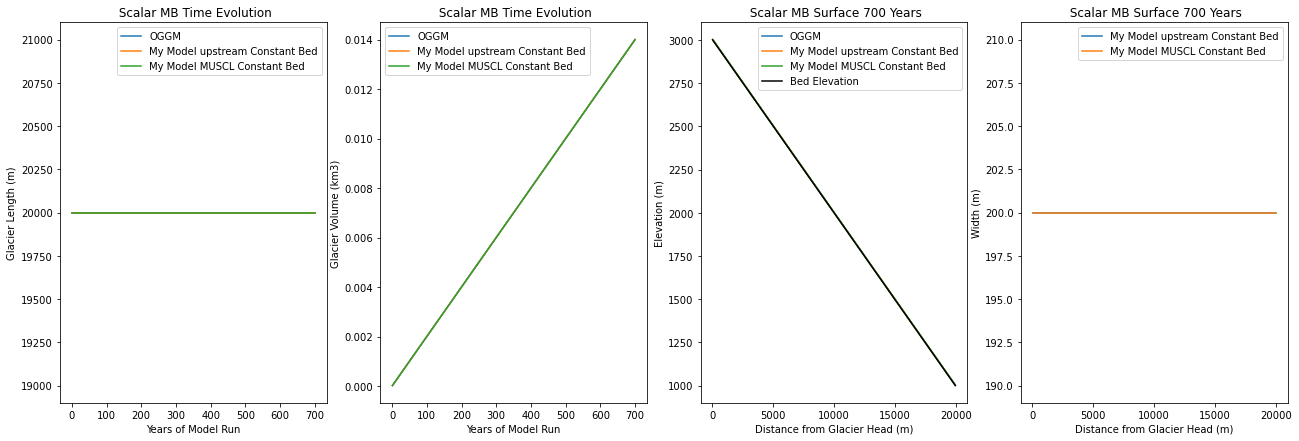 Scalar MB Time Evolution
OGGM
My Model upstream Constant Bed
My Model MUSCL Constant Bed
21000
20750
20500
20250
20000
19750
19500
19250
19000
Glacier Length (m)
0 100 200 300 400 500 600 700
Years of Model Run
Scalar MB Time Evolution
OGGM
My Model upstream Constant Bed
My Model MUSCL Constant Bed
0.014
0.012
0.010
0.008
0.006
0.004
0.002
0.000
Glacier Volume (km3)
0 100 200 300 400 500 600 700
Years of Model Run
Scalar MB Surface 700 Years
OGGM
My Model upstream Constant Bed
My Model MUSCL Constant Bed
Bed Elevation
3000
2750
2500
2250
2000
1750
1500
1250
1000
Elevation (m)
0 5000 10000 15000 20000
Distance from Glacier Head (m)
Scalar MB Surface 700 Years
My Model upstream Constant Bed
My Model MUSCL Constant Bed
210.0
207.5
205.0
202.5
200.0
197.5
195.0
192.5
190.0
Width (m)
0 5000 10000 15000 20000
Distance from Glacier Head (m)